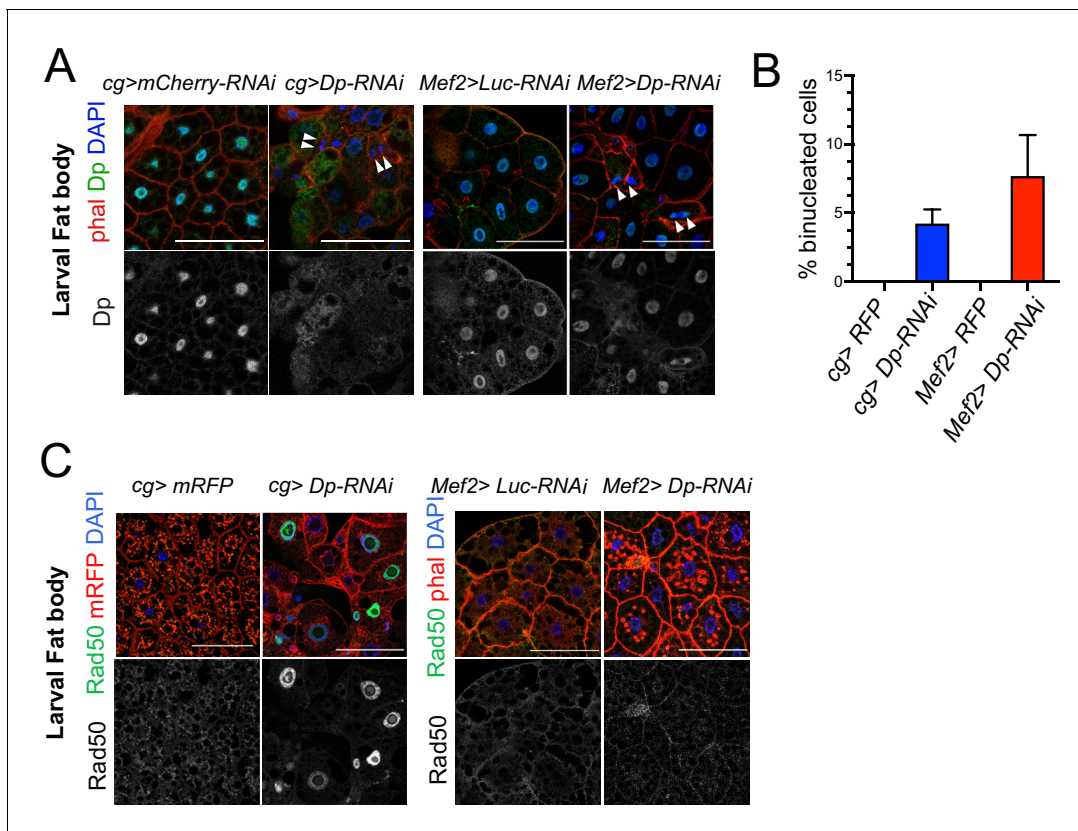 A
cg>mCherry-RNAi cg>Dp-RNAi Mef2>Luc-RNAi Mef2>Dp-RNAi
Larval Fat body
phal Dp DAPI
Dp
B
% binucleated cells
15
10
5
0
cg> RFP
cg> Dp-RNAi
Mef2> RFP
Mef2> Dp-RNAi
C
cg> mRFP cg> Dp-RNAi Mef2> Luc-RNAi Mef2> Dp-RNAi
Larval Fat body
Rad50 mRFP DAPI
Rad50
Rad50 phal DAPI
Rad50